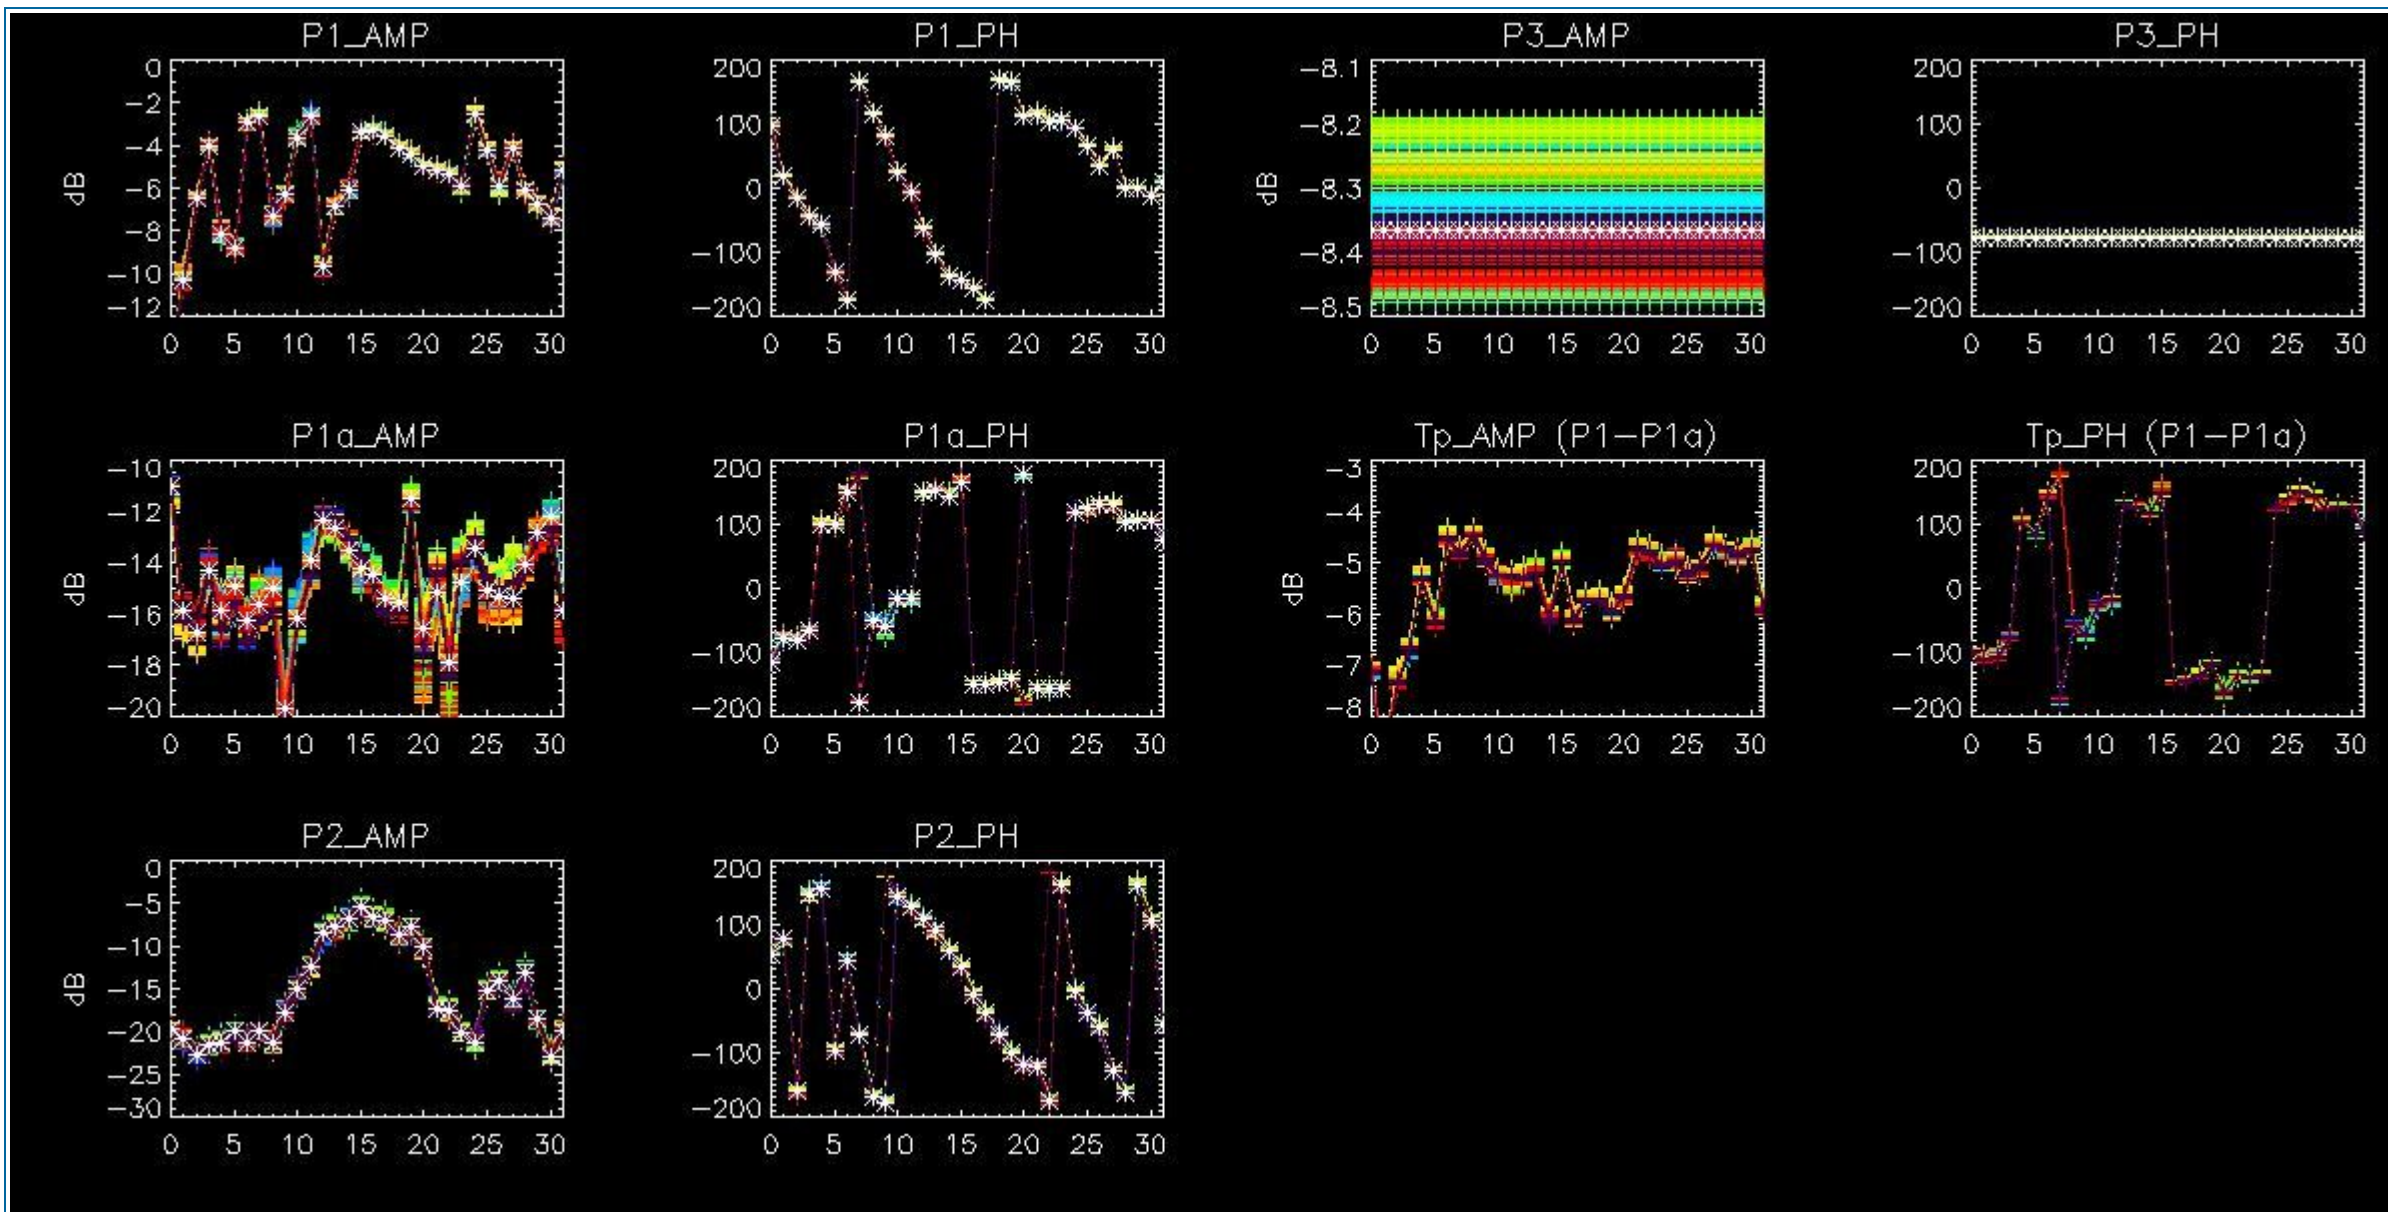 P1_AMP
0
−2
−4
−6
−8
−10
−12
dB
0 5 10 15 20 25 30
P1_PH
200
100
0
−100
−200
0 5 10 15 20 25 30
P3_AMP
−8.1
−8.2
−8.3
−8.4
−8.5
dB
0 5 10 15 20 25 30
P3_PH
200
100
0
−100
−200
0 5 10 15 20 25 30
P1a_AMP
−10
−12
−14
−16
−18
−20
dB
0 5 10 15 20 25 30
P1a_PH
200
100
0
−100
−200
0 5 10 15 20 25 30
Tp_AMP (P1−P1a)
−3
−4
−5
−6
−7
−8
dB
0 5 10 15 20 25 30
Tp_PH (P1−P1a)
200
100
0
−100
−200
0 5 10 15 20 25 30
P2_AMP
0
−5
−10
−15
−20
−25
−30
dB
0 5 10 15 20 25 30
P2_PH
200
100
0
−100
−200
0 5 10 15 20 25 30